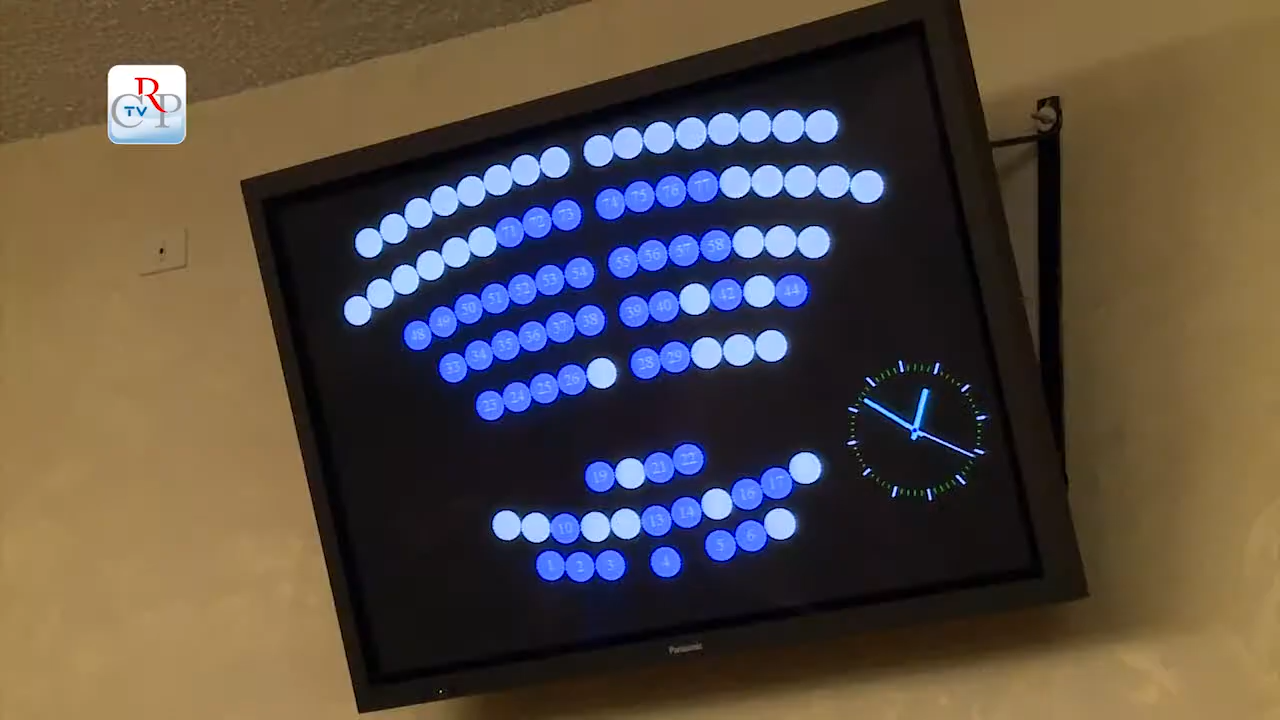 CRP
TV
71 72 73 74 75 76 77
48 49 50 51 52 53 54 55 56 57 58
33 34 35 36 37 38 39 40 42 44
23 24 25 26 28 29
19 21 22
10 13 14 16 17
1 2 3 4 5 6
Panasonic